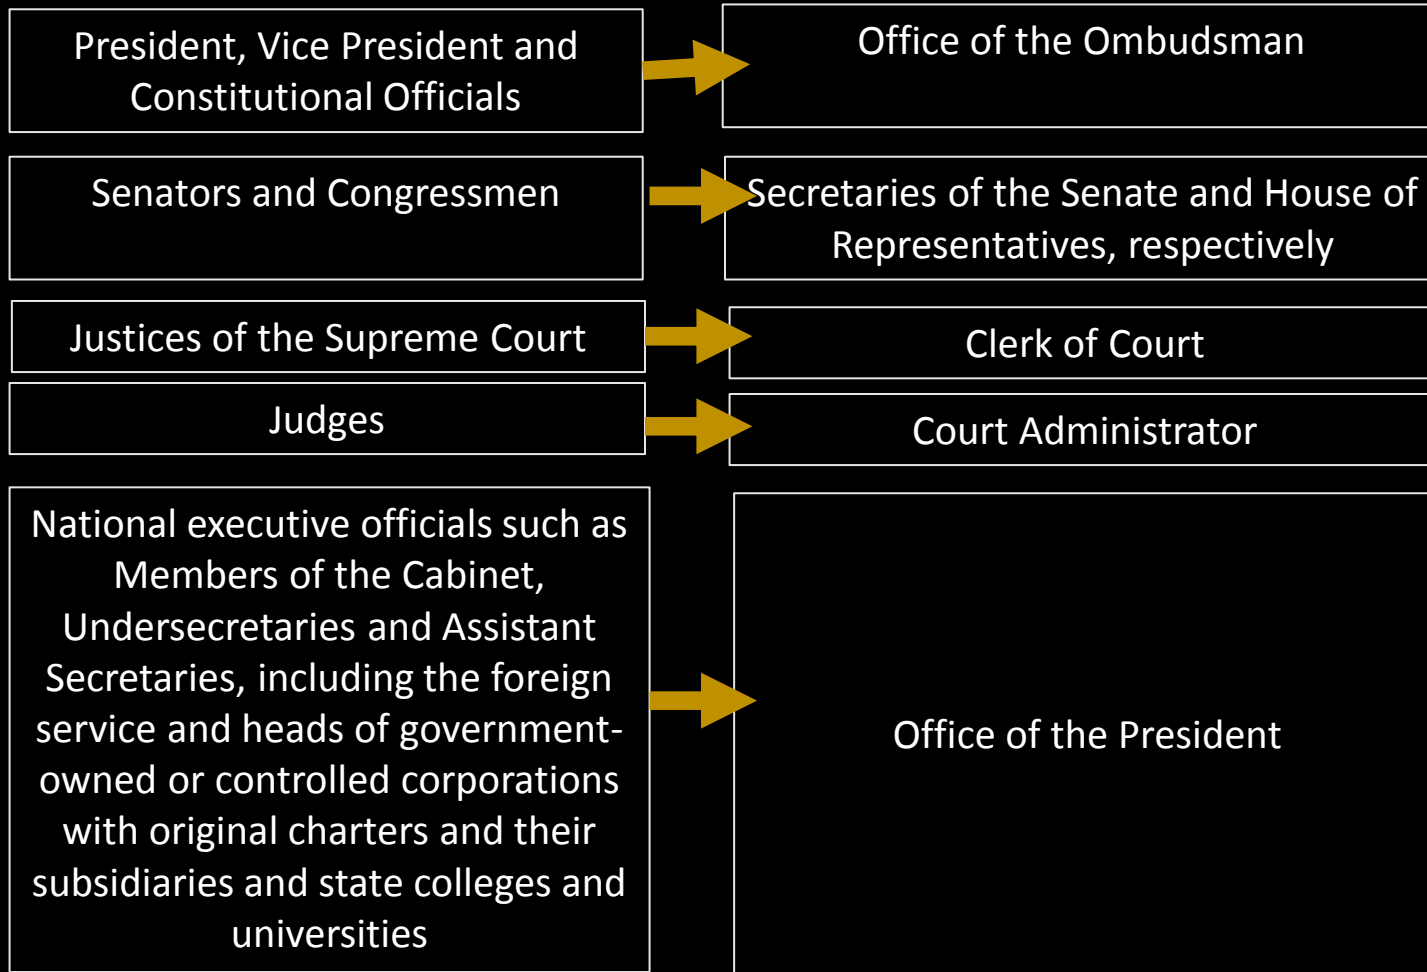 President, Vice President and
Constitutional Officials
Office of the Ombudsman
Senators and Congressmen
Secretaries of the Senate and House of
Representatives, respectively
Justices of the Supreme Court
Clerk of Court
Judges
Court Administrator
National executive officials such as
Members of the Cabinet,
Undersecretaries and Assistant
Secretaries, including the foreign
service and heads of government-
owned or controlled corporations
with original charters and their
subsidiaries and state colleges and
universities
Office of the President